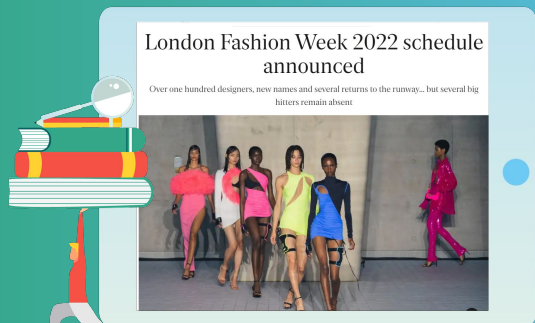 London Fashion Week 2022 schedule
announced
Over one hundred designers, new names and several returns to the runway... but several big
hitters remain absent